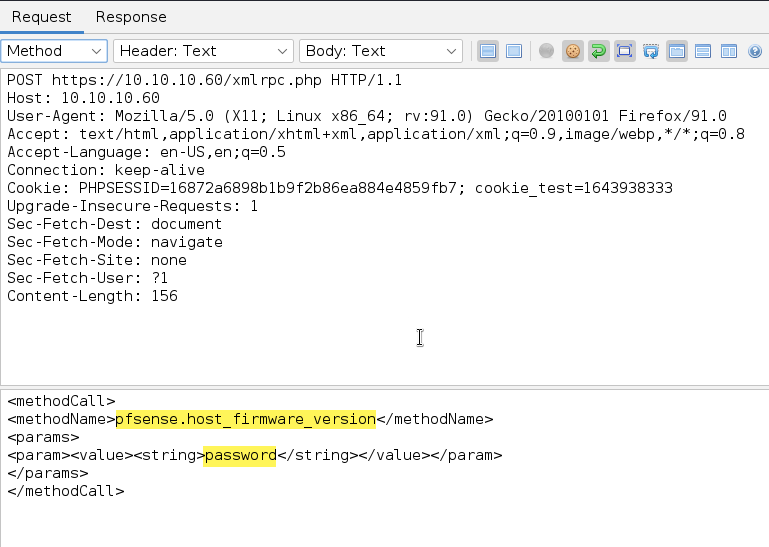 Request Response
Method Header: Text Body: Text
POST https://10.10.10.60/xmlrpc.php HTTP/1.1
Host: 10.10.10.60
User-Agent: Mozilla/5.0 (X11; Linux x86_64; rv:91.0) Gecko/20100101 Firefox/91.0
Accept: text/html,application/xhtml+xml,application/xml;q=0.9,image/webp,*/*;q=0.8
Accept-Language: en-US,en;q=0.5
Connection: keep-alive
Cookie: PHPSESSID=16872a6898b1b9f2b86ea884e4859fb7; cookie_test=1643938333
Upgrade-Insecure-Requests: 1
Sec-Fetch-Dest: document
Sec-Fetch-Mode: navigate
Sec-Fetch-Site: none
Sec-Fetch-User: ?1
Content-Length: 156
<methodCall>
<methodName>pfsense.host_firmware_version</methodName>
<params>
<param><value><string>password</string></value></param>
</params>
</methodCall>